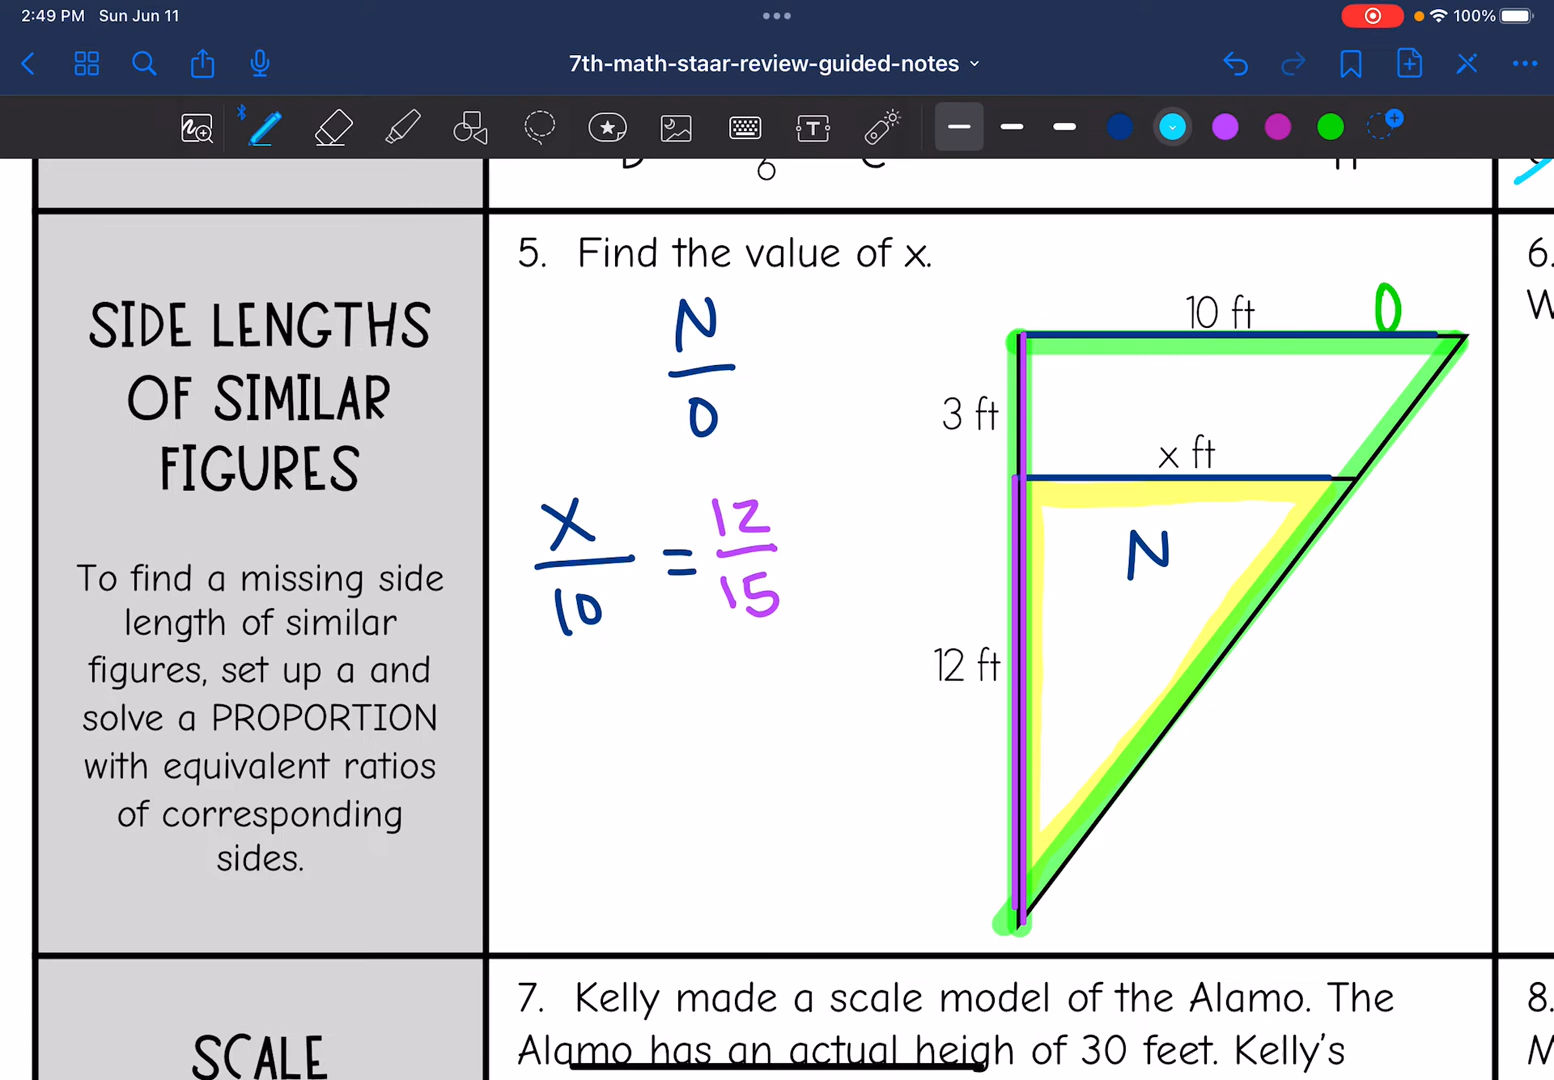 2:49 PM Sun Jun 11
100%
7th-math-staar-review-guided-notes
T
6
SIDE LENGTHS
OF SIMILAR
FIGURES
To find a missing side
length of similar
figures, set up a and
solve a PROPORTION
with equivalent ratios
of corresponding
sides.
5. Find the value of x.
N
O
x
10
=
12
15
10 ft
O
3 ft
x ft
N
12 ft
6.
W
SCALE
7. Kelly made a scale model of the Alamo. The
Alamo has an actual heigh of 30 feet. Kelly's
8.
M